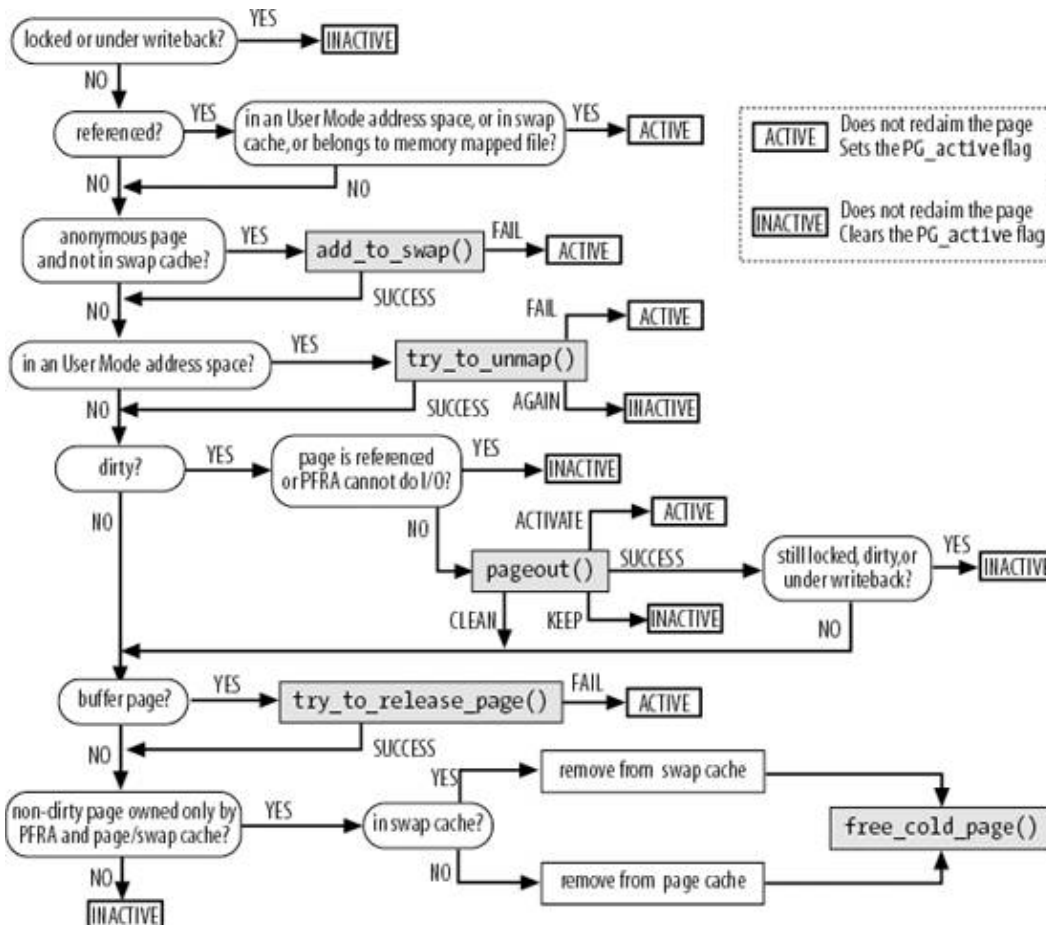 YES
locked or under writeback?
INACTIVE
NO
referenced?
YES
in an User Mode address space, or in swap
cache, or belongs to memory mapped file?
YES
ACTIVE
ACTIVE
Does not reclaim the page
Sets the PG_active flag
INACTIVE
Does not reclaim the page
Clears the PG_active flag
NO
NO
anonymous page
and not in swap cache?
YES
add_to_swap()
FAIL
ACTIVE
NO
SUCCESS
in an User Mode address space?
YES
try_to_unmap()
FAIL
ACTIVE
NO
SUCCESS
AGAIN
INACTIVE
dirty?
YES
page is referenced
or PFRA cannot do I/O?
YES
INACTIVE
NO
NO
ACTIVATE
ACTIVE
pageout()
SUCCESS
still locked, dirty, or
under writeback?
YES
INACTIVE
CLEAN
KEEP
INACTIVE
NO
buffer page?
YES
try_to_release_page()
FAIL
ACTIVE
NO
SUCCESS
non-dirty page owned only by
PFRA and page/swap cache?
YES
in swap cache?
YES
remove from swap cache
free_cold_page()
NO
remove from page cache
NO
INACTIVE